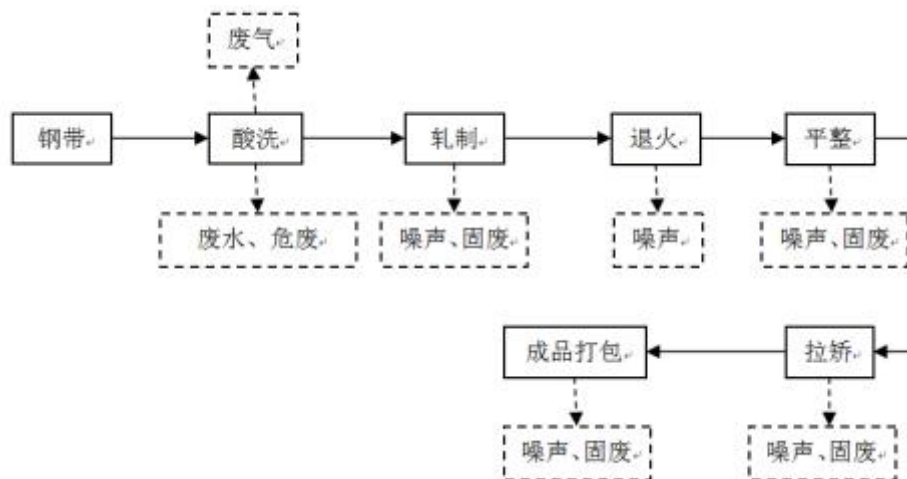 废气
钢带
酸洗
轧制
退火
平整
废水、危废
噪声、固废
噪声
噪声、固废
成品打包
拉矫
噪声、固废
噪声、固废